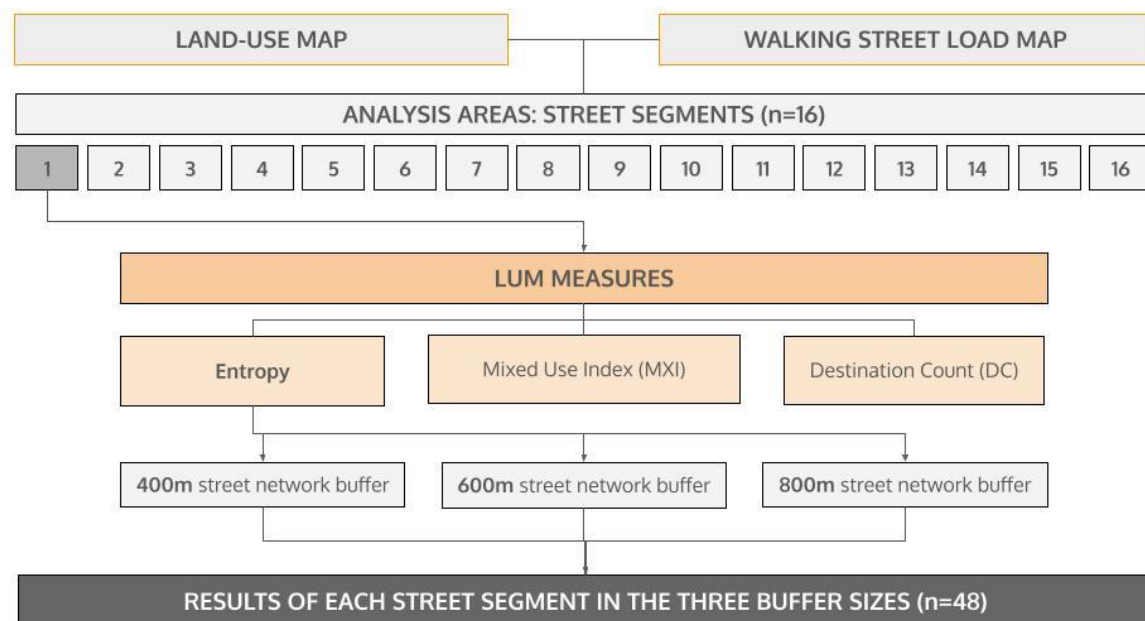 LAND-USE MAP
WALKING STREET LOAD MAP
ANALYSIS AREAS: STREET SEGMENTS (n=16)
1 2 3 4 5 6 7 8 9 10 11 12 13 14 15 16
LUM MEASURES
Entropy
Mixed Use Index (MXI)
Destination Count (DC)
400m street network buffer
600m street network buffer
800m street network buffer
RESULTS OF EACH STREET SEGMENT IN THE THREE BUFFER SIZES (n=48)